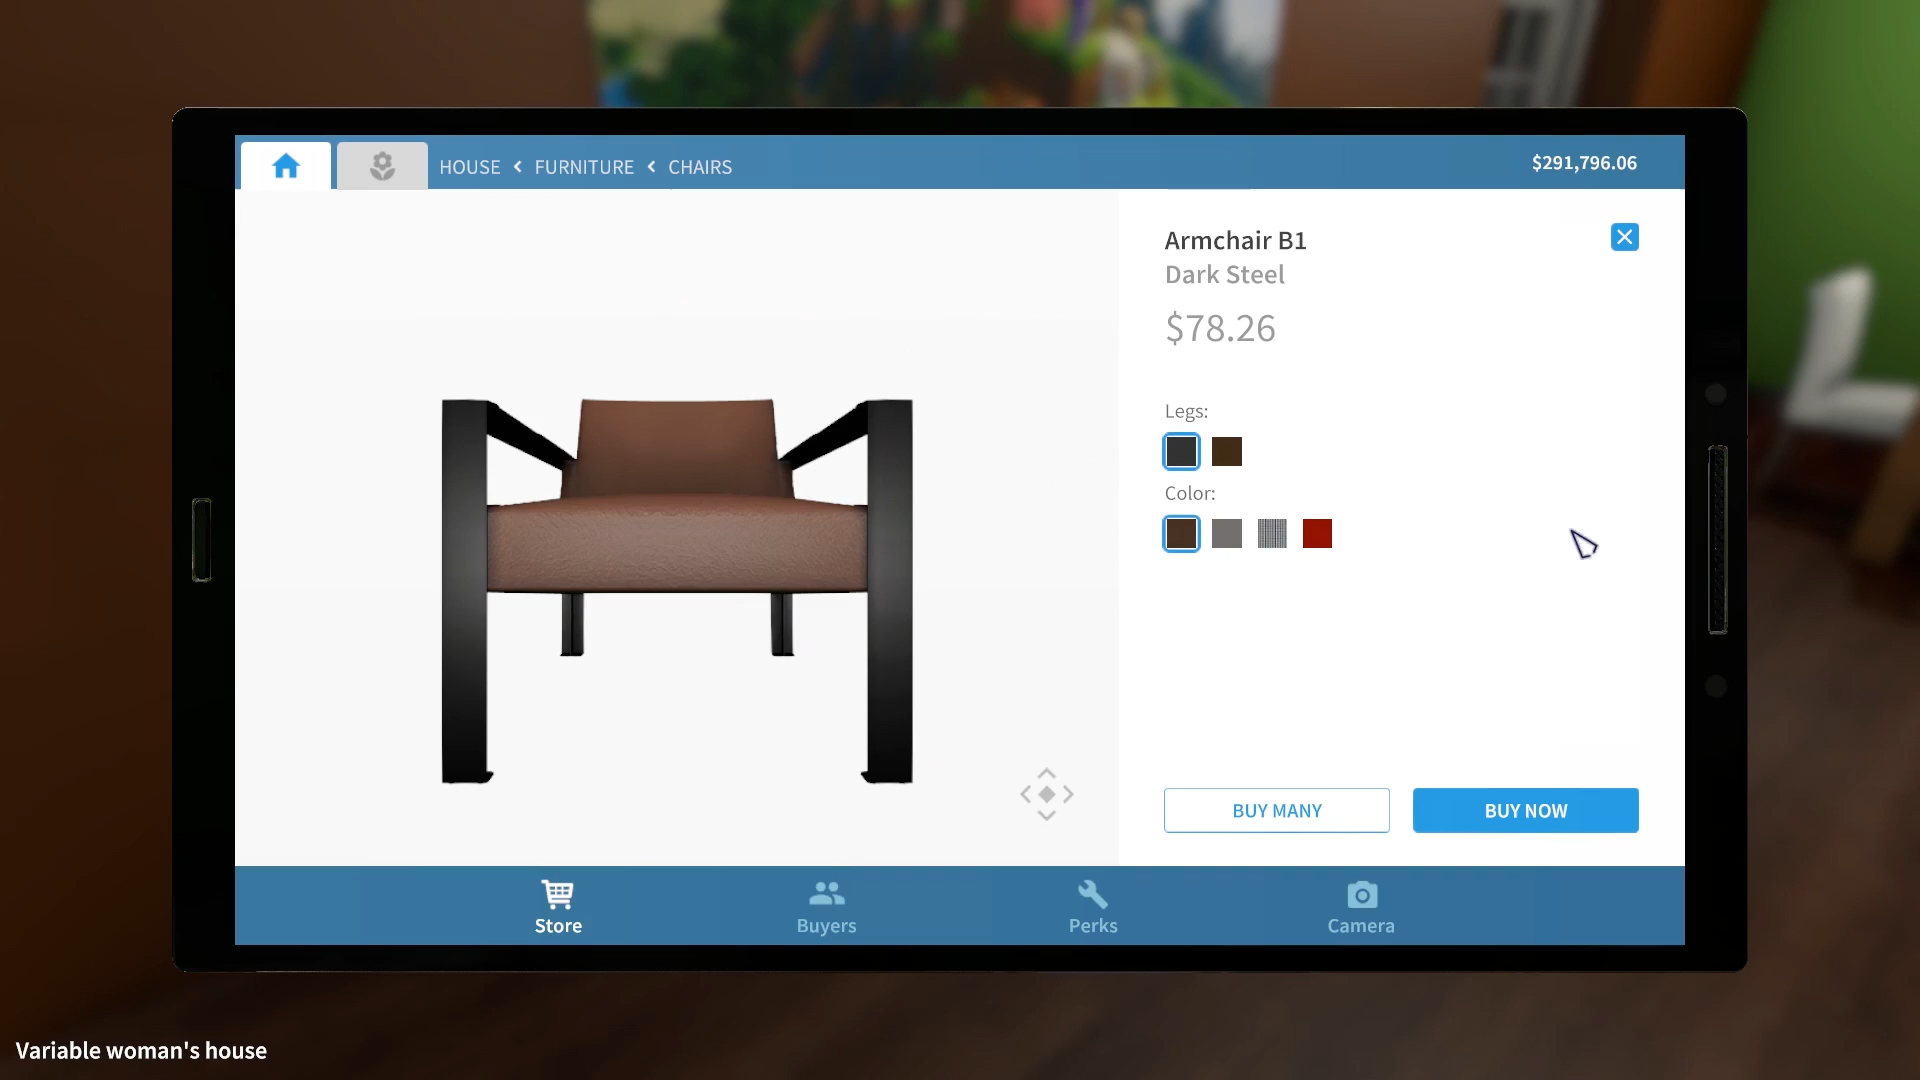 HOUSE < FURNITURE < CHAIRS
$291,796.06
Armchair B1
Dark Steel
$78.26
Legs:
Color:
BUY MANY
BUY NOW
Store
Buyers
Perks
Camera
Variable woman's house